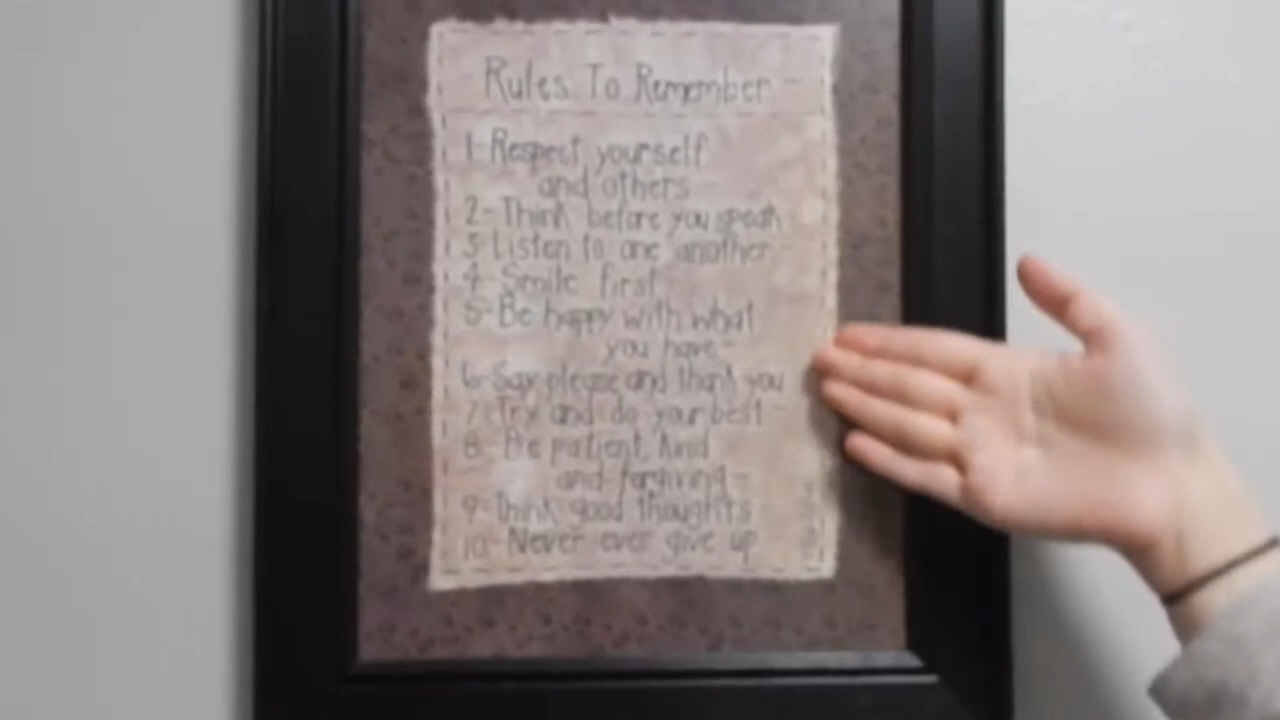 Rules To Remember -
1-Respect yourself
and others
2-Think before you speak
3-Listen to one another
4-Smile first
5-Be happy with what
you have-
6-Say please and thank you
7-Try and do your best
8-Be patient, kind
and forgiving-
9-Think good thoughts
10-Never ever give up